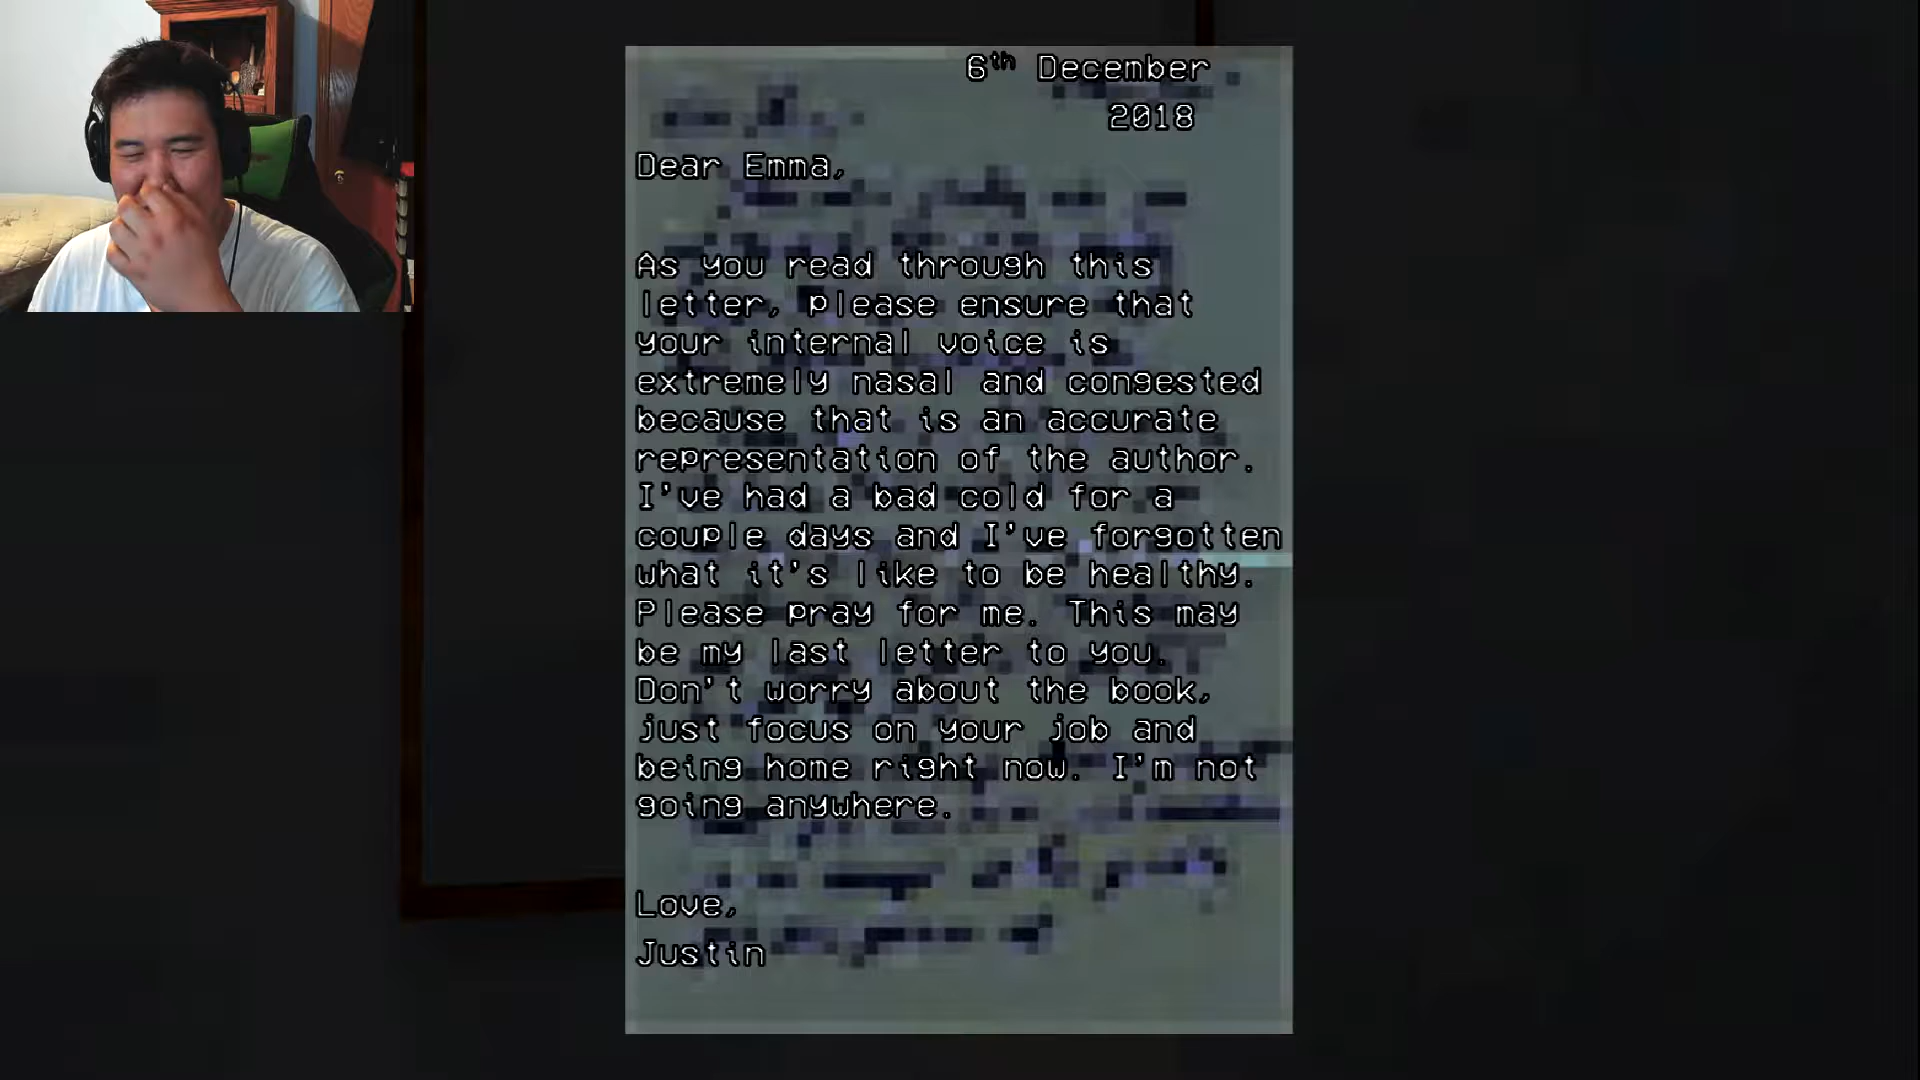 6th December
2018
Dear Emma,
As you read through this
letter, please ensure that
your internal voice is
extremely nasal and congested
because that is an accurate
representation of the author.
I've had a bad cold for a
couple days and I've forgotten
what it's like to be healthy.
Please pray for me. This may
be my last letter to you.
Don't worry about the book,
just focus on your job and
being home right now. I'm not
going anywhere.
Love,
Justin